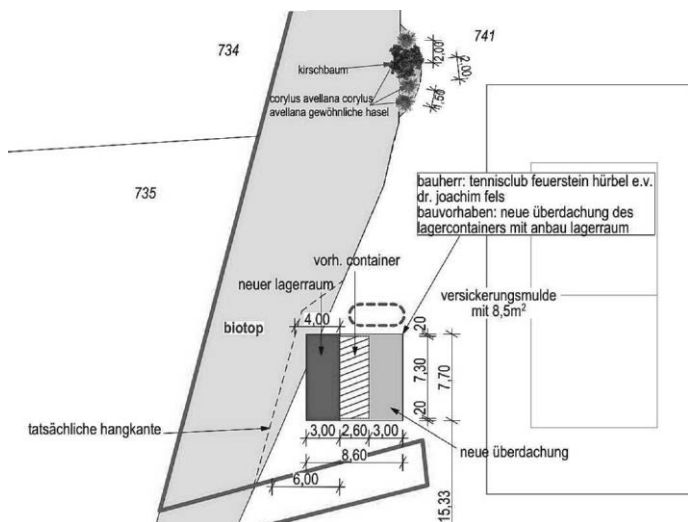 734
741
2,00
2,00
1,50
kirschbaum
corylus avellana corylus
avellana gewöhnliche hasel
735
bauherr: tennisclub feuerstein hürbel e.v.
dr. joachim fels
bauvorhaben: neue überdachung des
lagercontainers mit anbau lagerraum
vorh. container
neuer lagerraum
versickerungsmulde
mit 8,5m²
biotop
4,00
20
7,30
7,70
20
tatsächliche hangkante
3,00
2,60
3,00
neue überdachung
8,60
6,00
15,33